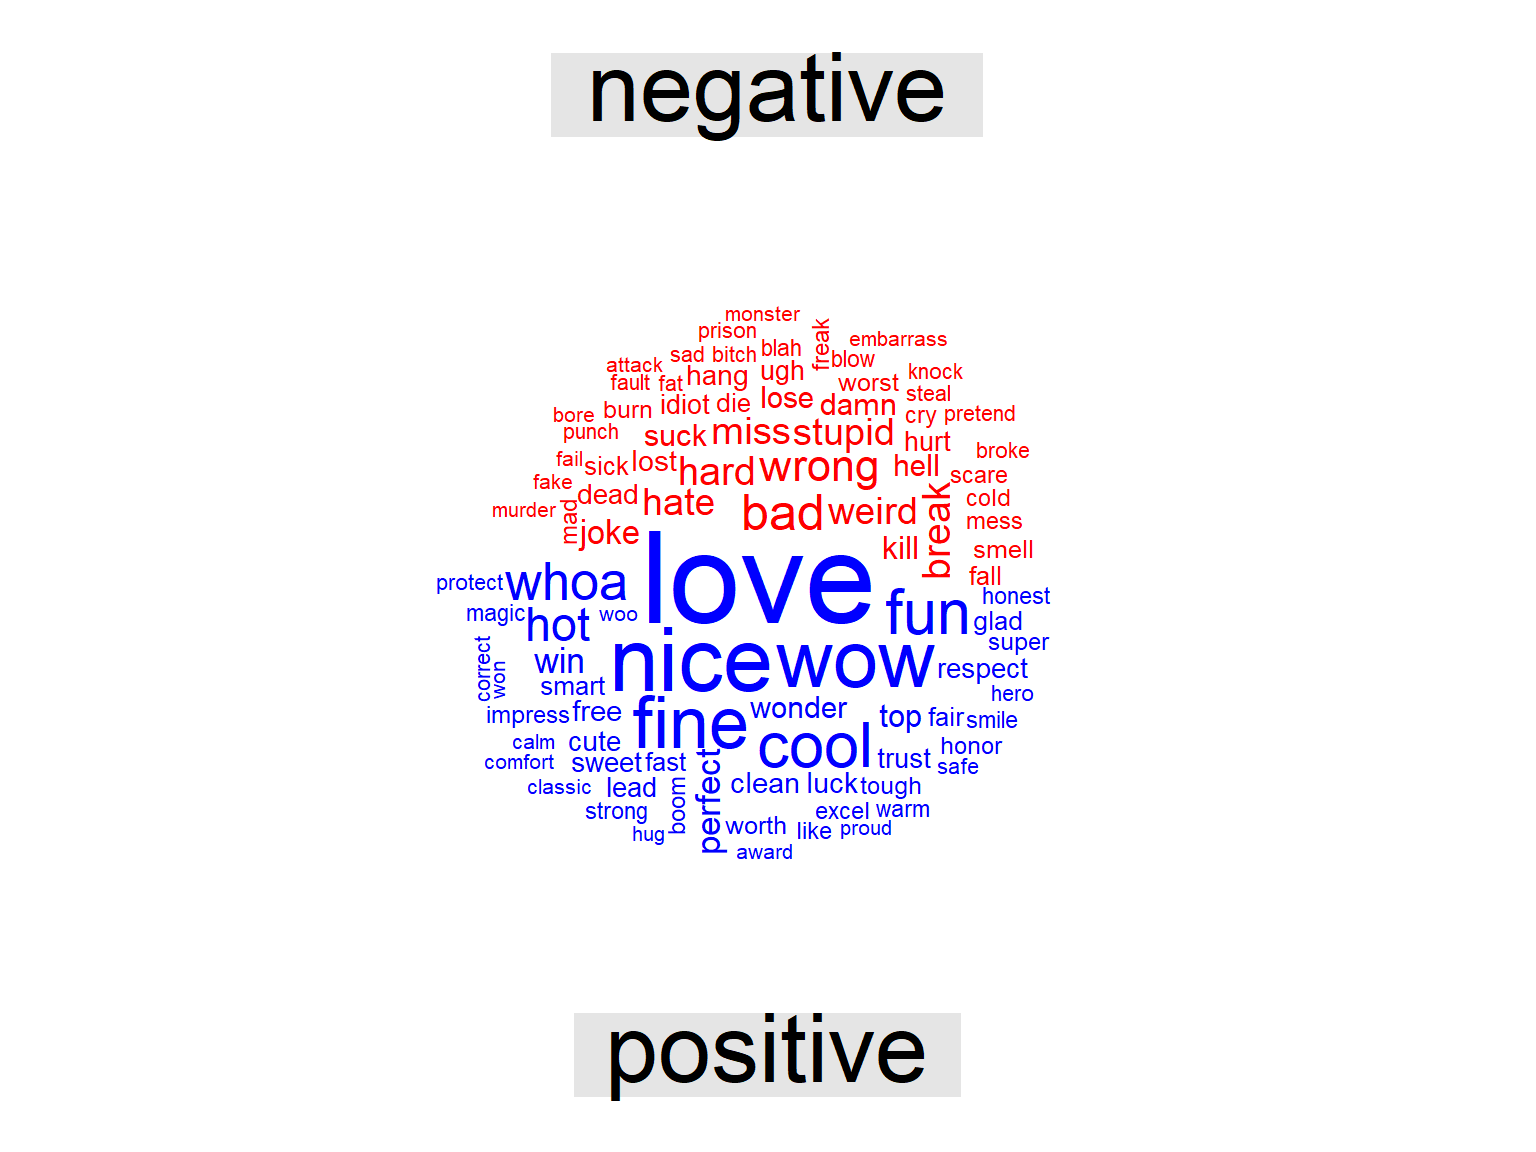 negative
monster
prison
freak
embarrass
sad bitch blah
blow
attack
fault fat hang ugh
worst knock
steal
bore burn idiot die lose damn
cry pretend
punch suck miss stupid
hurt
broke
fail sick lost hard wrong hell
scare
fake dead hate bad weird break cold
murder mad joke
mess
kill smell
fall
love
protect whoa
fun honest
magic hot woo
glad
super
correct won win nice wow respect
smart
hero
impress free fine wonder top fair smile
calm cute cool honor
comfort sweet fast perfect trust safe
classic lead boom clean luck tough
strong
excel warm
hug worth like proud
award
positive